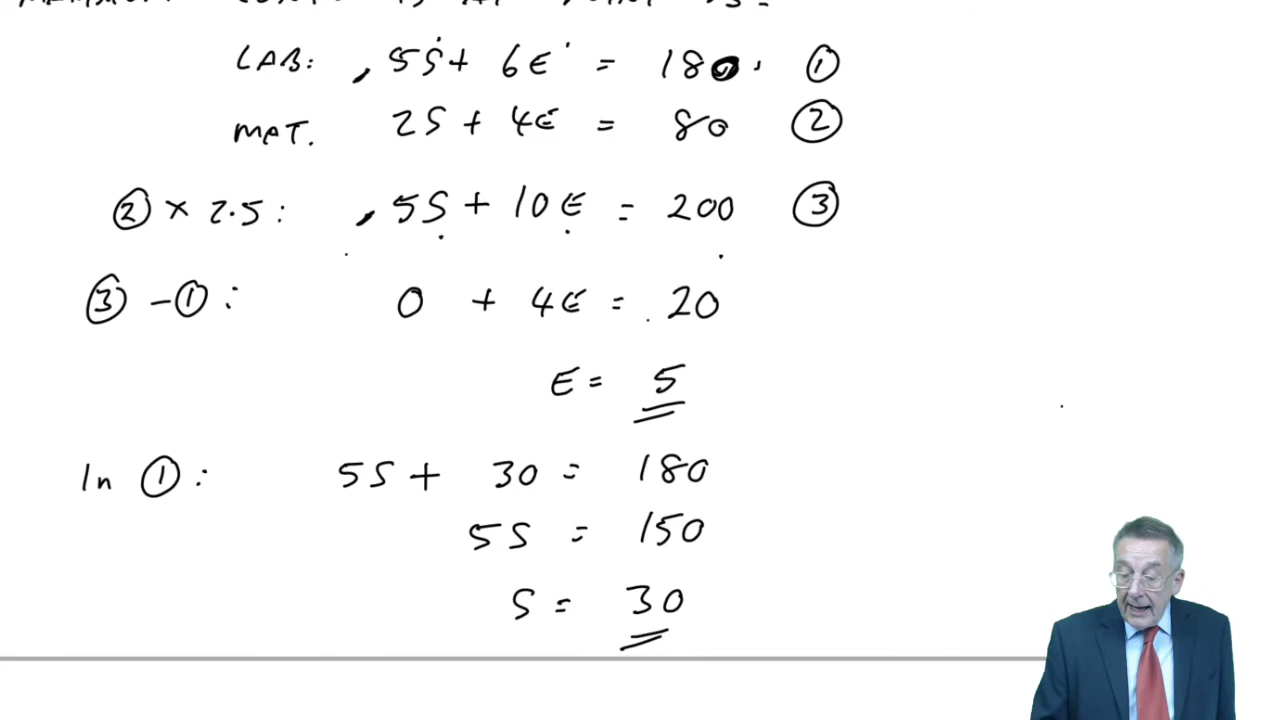 LAB: 5S + 6E = 180 ①
MAT. 2S + 4E = 80 ②
② × 2.5: 5S + 10E = 200 ③
③ - ①: 0 + 4E = 20
E = 5
In ①: 5S + 30 = 180
5S = 150
S = 30